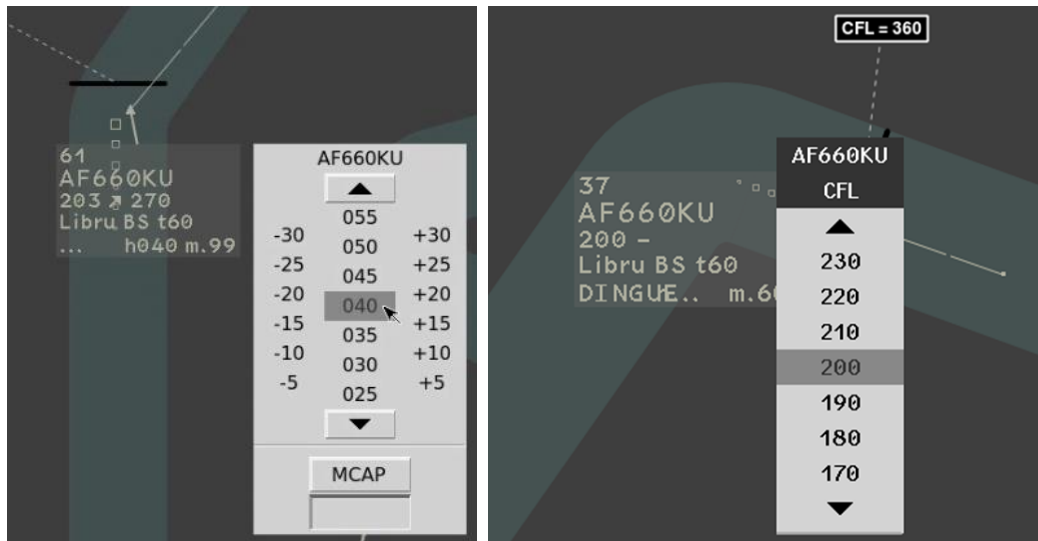 61
AF660KU
203 ↗ 270
Libru BS t60
... h040 m.99
AF660KU
055
-30 050 +30
-25 045 +25
-20 040 +20
-15 035 +15
-10 030 +10
-5 025 +5
MCAP
CFL = 360
37
AF660KU
200 –
Libru BS t60
AF660KU
CFL
230
220
210
200
190
180
170